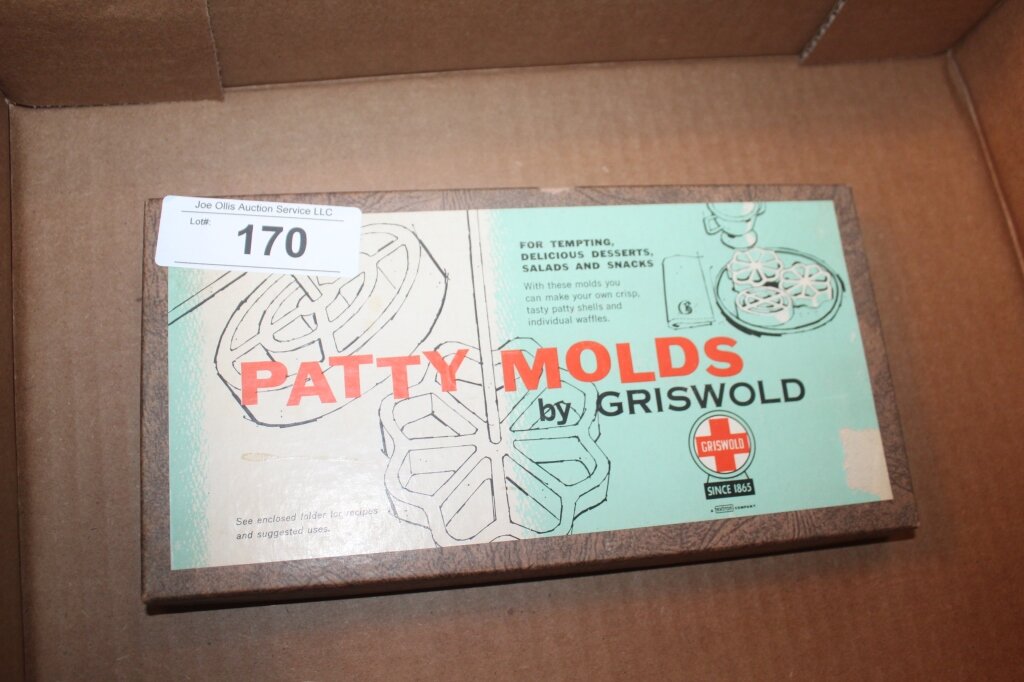 Joe Ollis Auction Service LLC
Lot#:
170
FOR TEMPTING,
DELICIOUS DESSERTS,
SALADS AND SNACKS
With these molds you
can make your own crisp,
tasty patty shells and
individual waffles.
PATTY MOLDS
by GRISWOLD
GRISWOLD
SINCE 1865
COMPANY
See enclosed folder for recipes
and suggested uses.